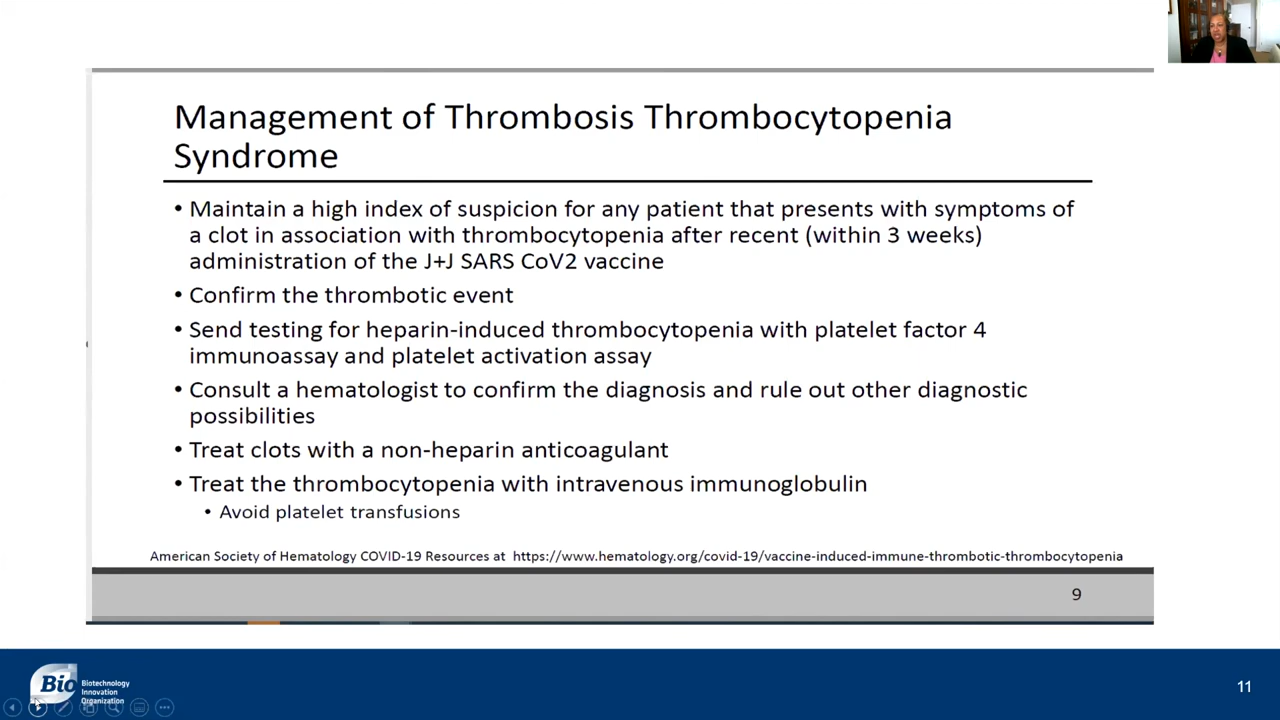 Management of Thrombosis Thrombocytopenia
Syndrome
• Maintain a high index of suspicion for any patient that presents with symptoms of
a clot in association with thrombocytopenia after recent (within 3 weeks)
administration of the J+J SARS CoV2 vaccine
• Confirm the thrombotic event
• Send testing for heparin-induced thrombocytopenia with platelet factor 4
immunoassay and platelet activation assay
• Consult a hematologist to confirm the diagnosis and rule out other diagnostic
possibilities
• Treat clots with a non-heparin anticoagulant
• Treat the thrombocytopenia with intravenous immunoglobulin
• Avoid platelet transfusions
American Society of Hematology COVID-19 Resources at https://www.hematology.org/covid-19/vaccine-induced-immune-thrombotic-thrombocytopenia
9
Bio
Biotechnology
Innovation
Organization
11